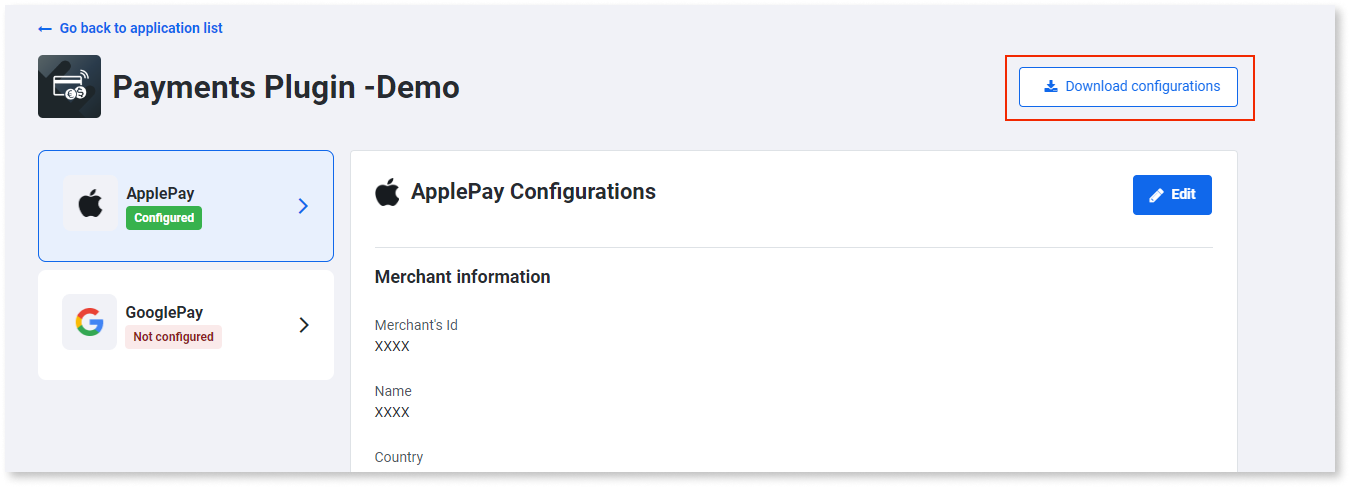 Go back to application list
Payments Plugin -Demo
Download configurations
ApplePay
Configured
GooglePay
Not configured
ApplePay Configurations
Edit
Merchant information
Merchant's Id
XXXX
Name
XXXX
Country